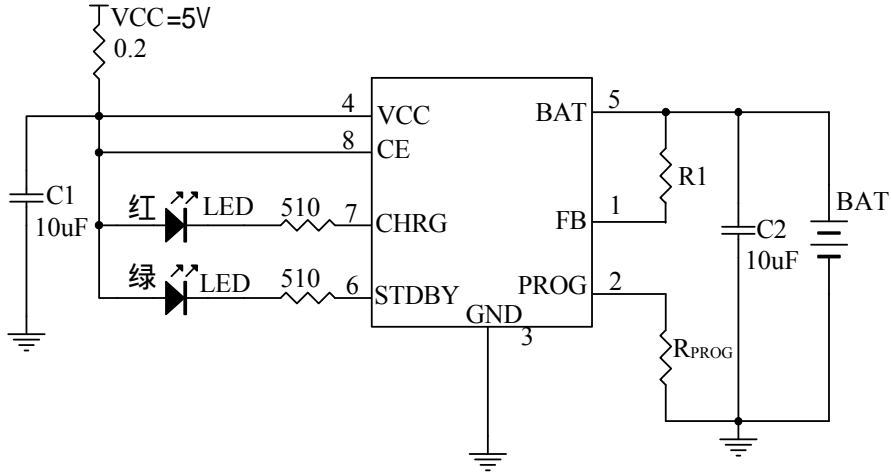 VCC=5V
0.2
4
VCC
BAT
5
8
CE
C1
10uF
红
LED
510
7
CHRG
绿
LED
510
6
STDBY
R1
1
FB
BAT
C2
10uF
PROG
2
GND
3
RPROG